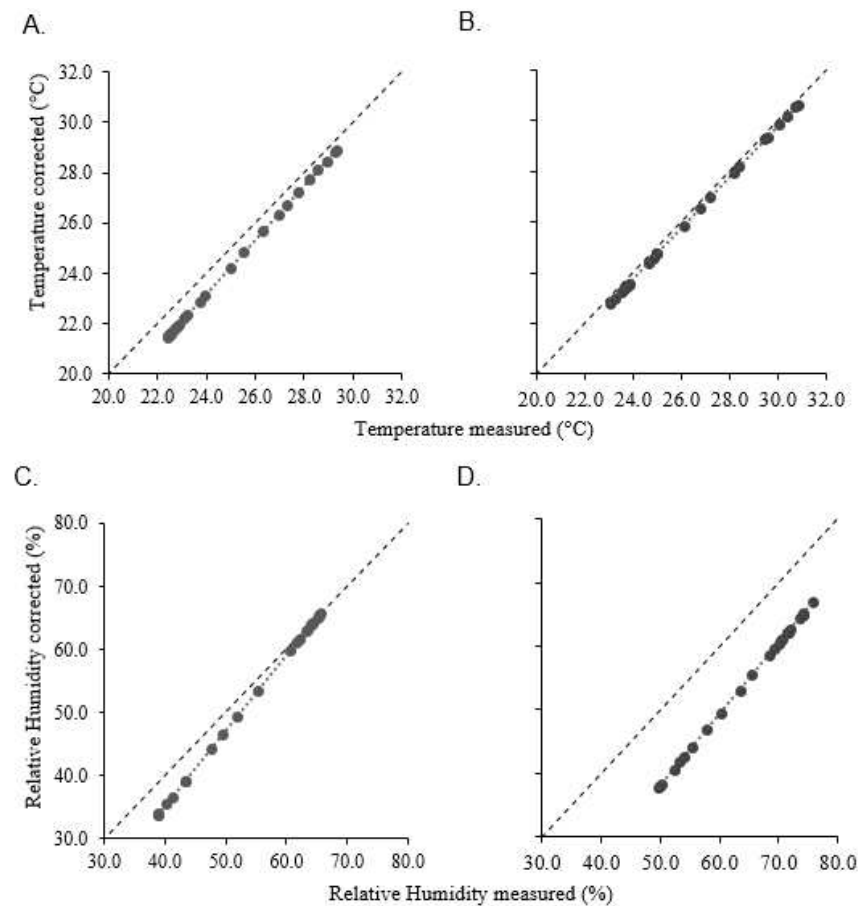 A.
B.
32.0
30.0
28.0
26.0
24.0
22.0
20.0
Temperature corrected (°C)
20.0 22.0 24.0 26.0 28.0 30.0 32.0
20.0 22.0 24.0 26.0 28.0 30.0 32.0
Temperature measured (°C)
C.
D.
80.0
70.0
60.0
50.0
40.0
30.0
Relative Humidity corrected (%)
30.0 40.0 50.0 60.0 70.0 80.0
30.0 40.0 50.0 60.0 70.0 80.0
Relative Humidity measured (%)